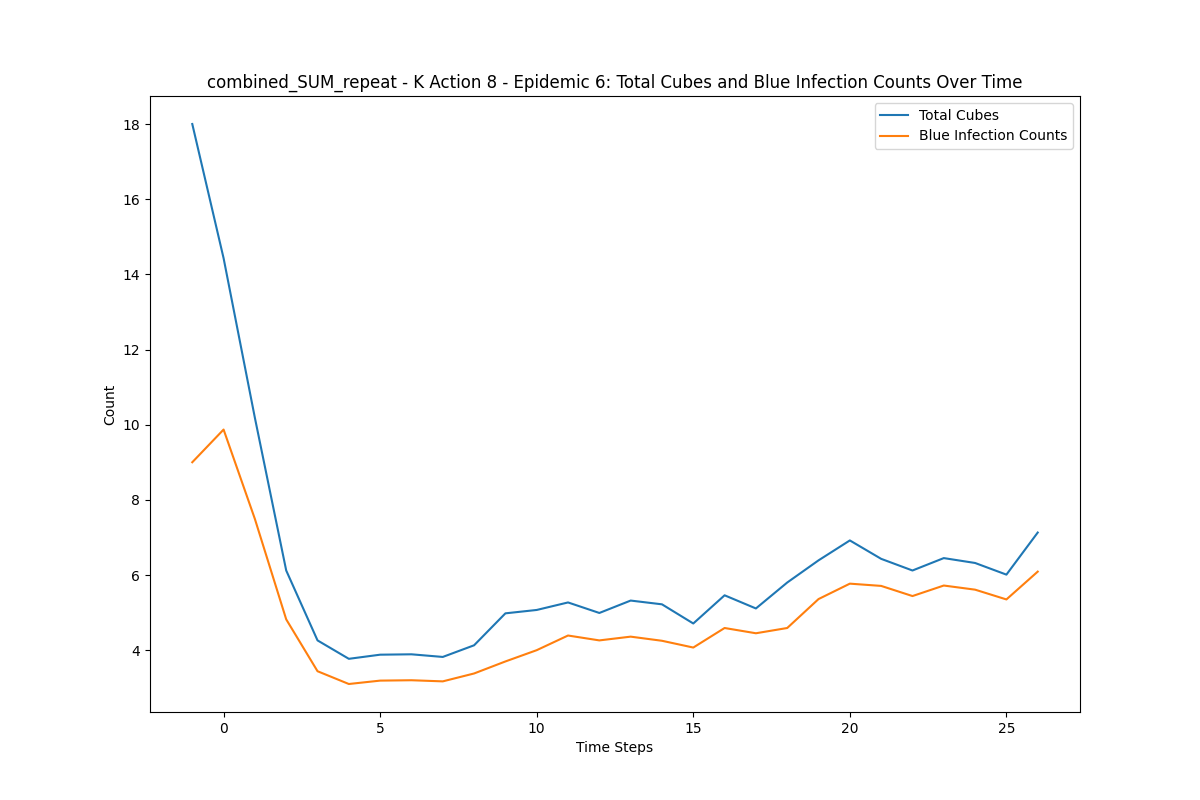 combined_SUM_repeat - K Action 8 - Epidemic 6: Total Cubes and Blue Infection Counts Over Time
Total Cubes
Blue Infection Counts
18
16
14
12
10
8
6
4
Count
0 5 10 15 20 25
Time Steps